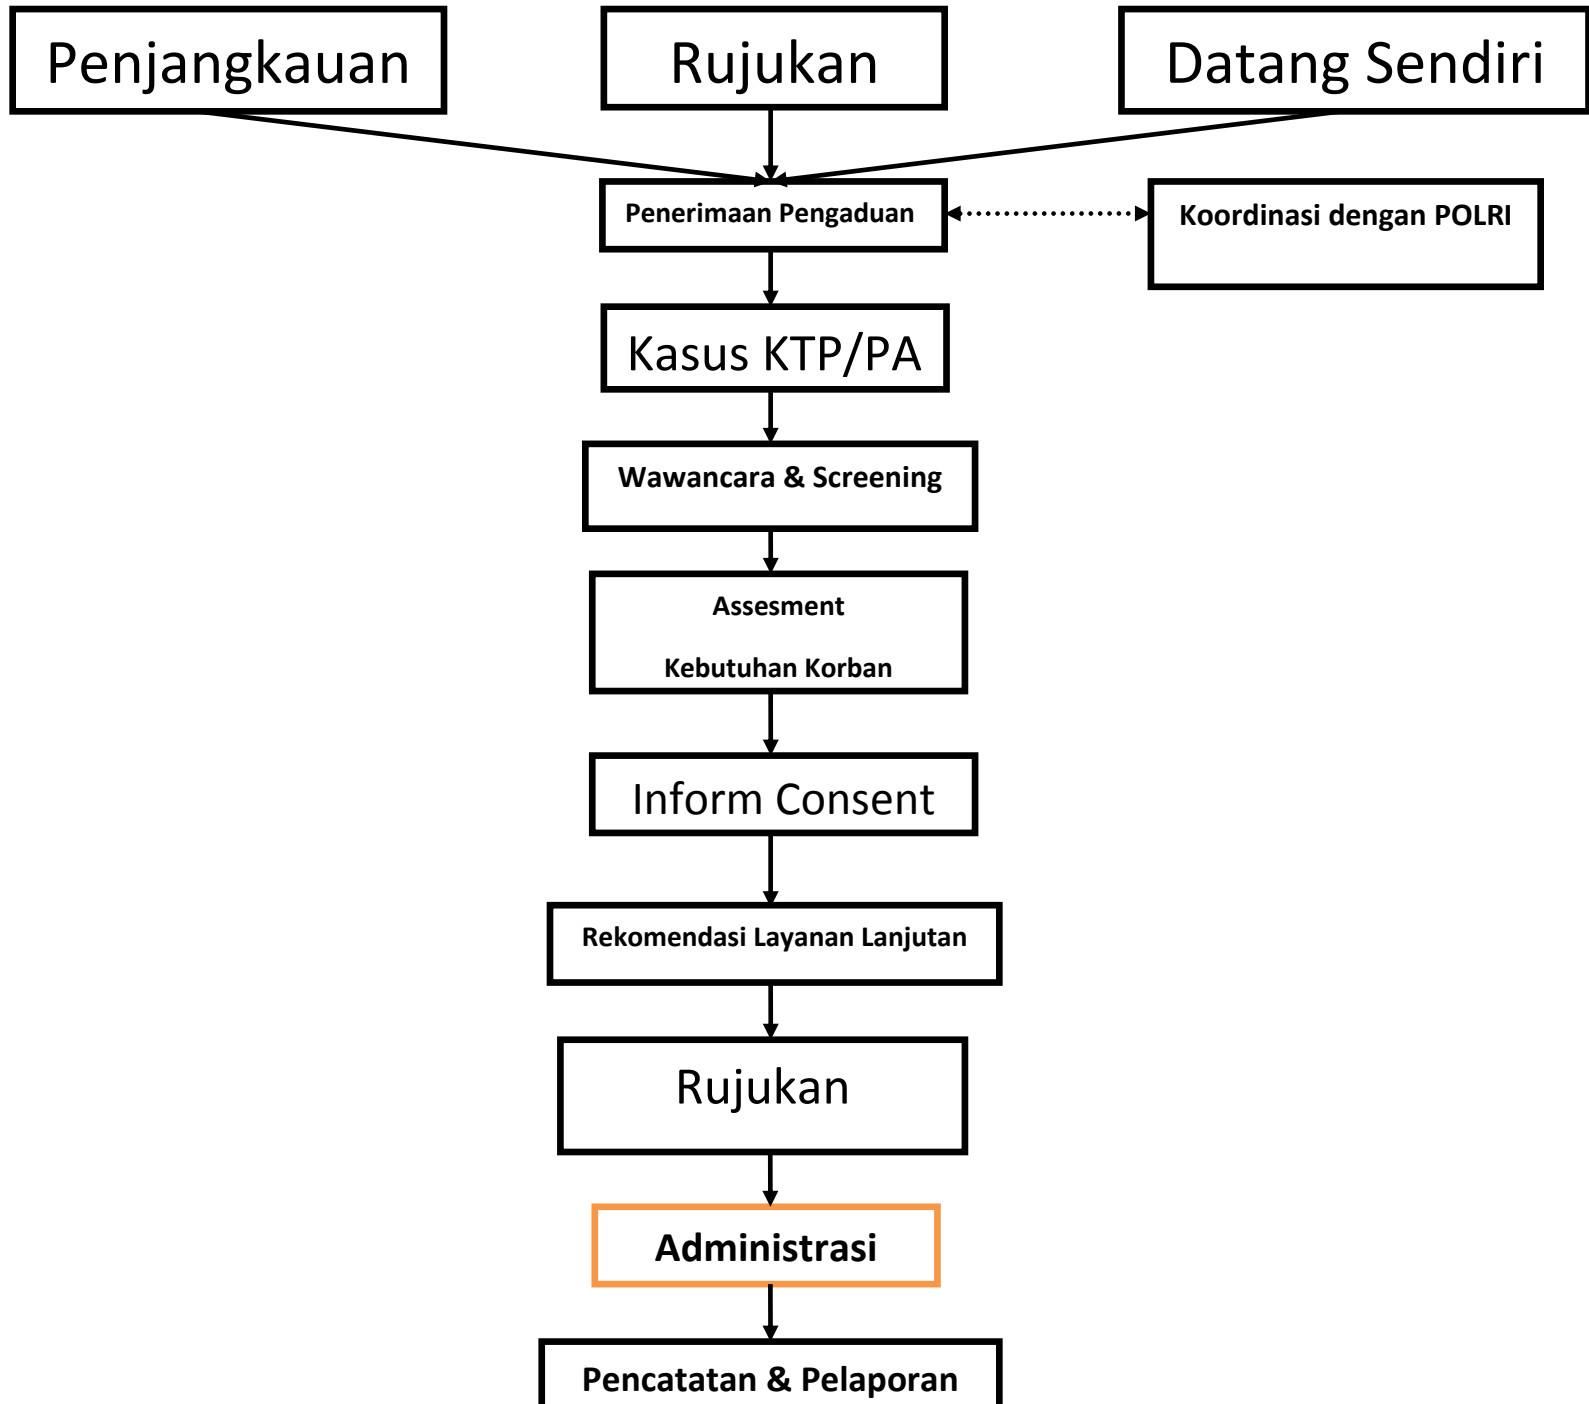 Penjangkauan
Rujukan
Datang Sendiri
Penerimaan Pengaduan
Koordinasi dengan POLRI
Kasus KTP/PA
Wawancara & Screening
Assesment
Kebutuhan Korban
Inform Consent
Rekomendasi Layanan Lanjutan
Rujukan
Administrasi
Pencatatan & Pelaporan